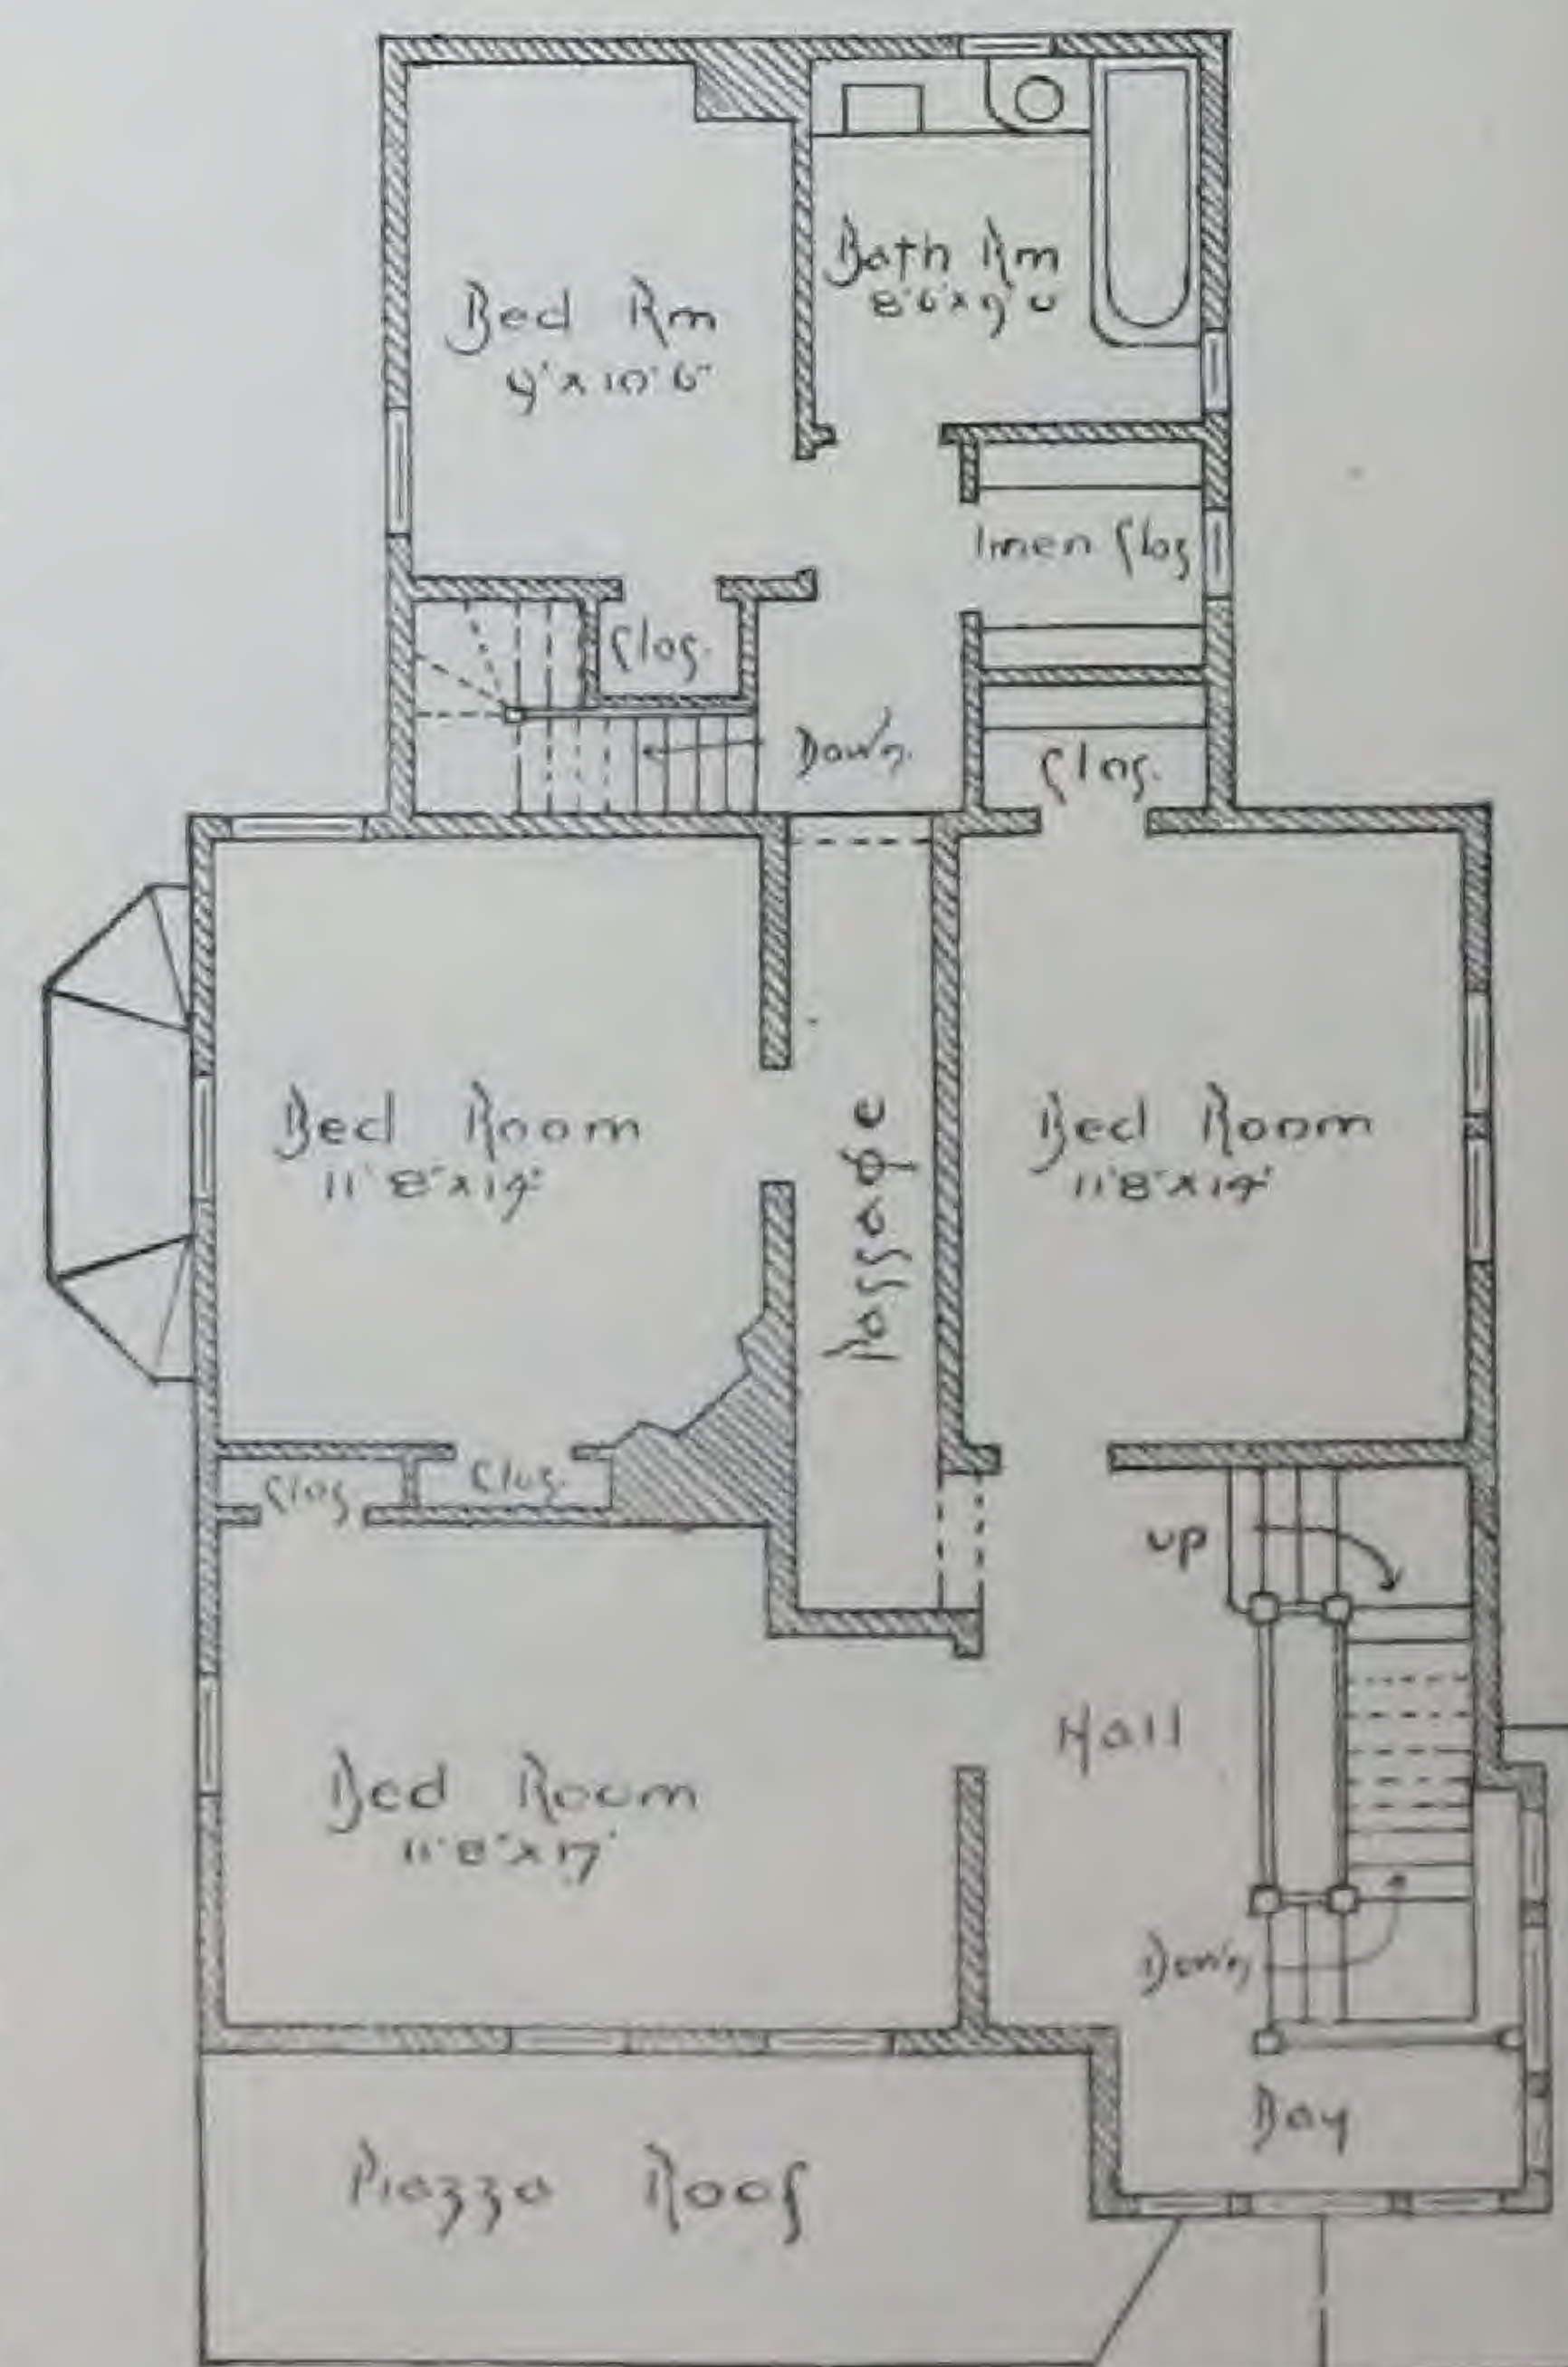 Bath Rm
8'6"x9'0
Bed Rm
9'x10'6"
Linen Clos
Clos.
Down
Clos.
Bed Room
11'8"x14'
Passage
Bed Room
11'8"x14'
Clos
Clos.
Up
Hall
Bed Room
11'8"x17'
Down
Bay
Piazza Roof